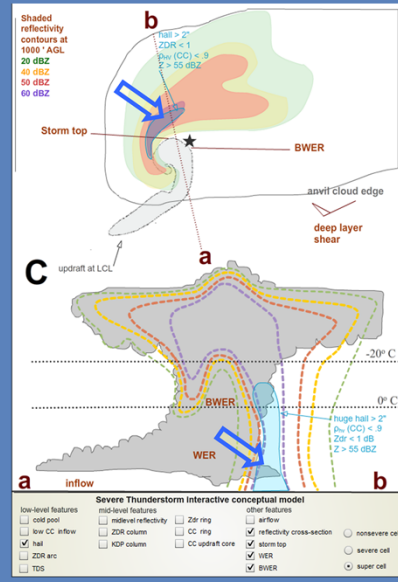 Shaded
reflectivity
contours at
1000 ' AGL
20 dBZ
40 dBZ
50 dBZ
60 dBZ
b
hail > 2"
ZDR < 1
ρHV (CC) < .9
Z > 55 dBZ
Storm top
BWER
anvil cloud edge
deep layer
shear
updraft at LCL
a
C
-20° C
BWER
0° C
huge hail > 2"
ρhv (CC) < .9
Zdr < 1 dB
Z > 55 dBZ
WER
a
inflow
b
Severe Thunderstorm Interactive conceptual model
low-level features
cold pool
low CC inflow
hail
ZDR arc
TDS
mid-level features
midlevel reflectivity
ZDR column
KDP column
Zdr ring
CC ring
CC updraft core
other features
airflow
reflectivity cross-section
storm top
WER
BWER
nonsevere cell
severe cell
super cell